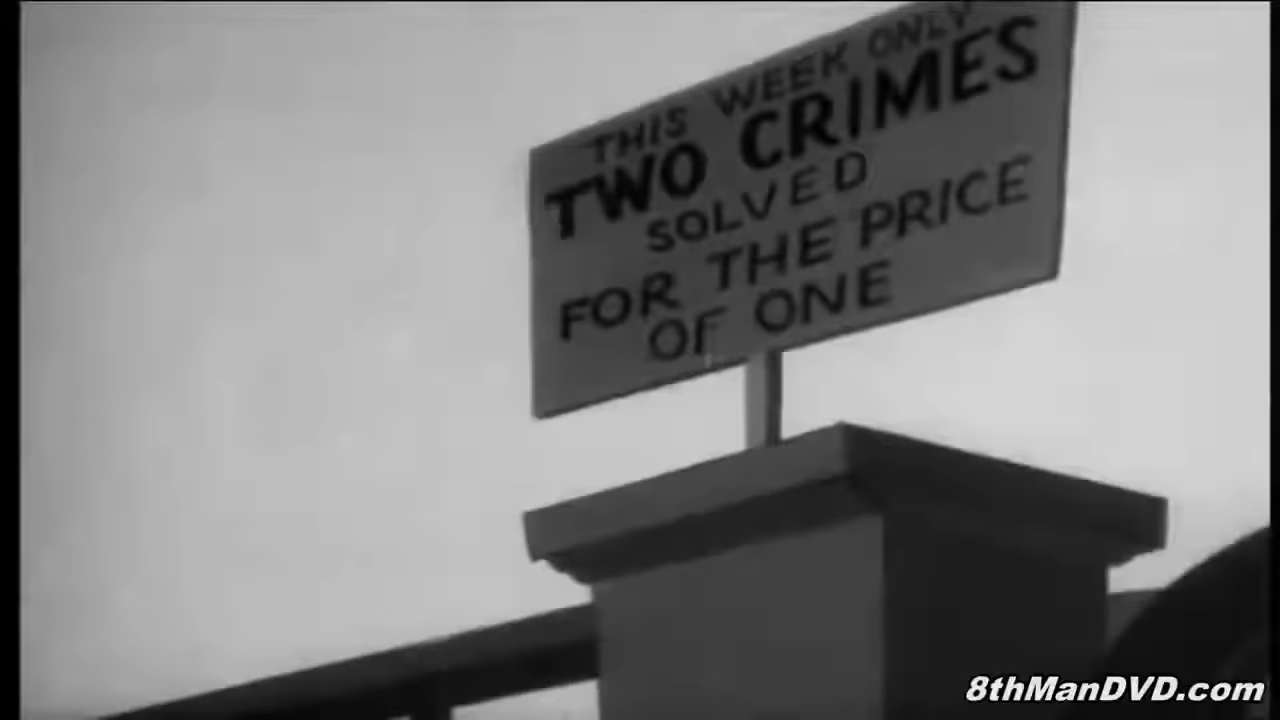 THIS WEEK ONLY
TWO CRIMES
SOLVED
FOR THE PRICE
OF ONE
8thManDVD.com